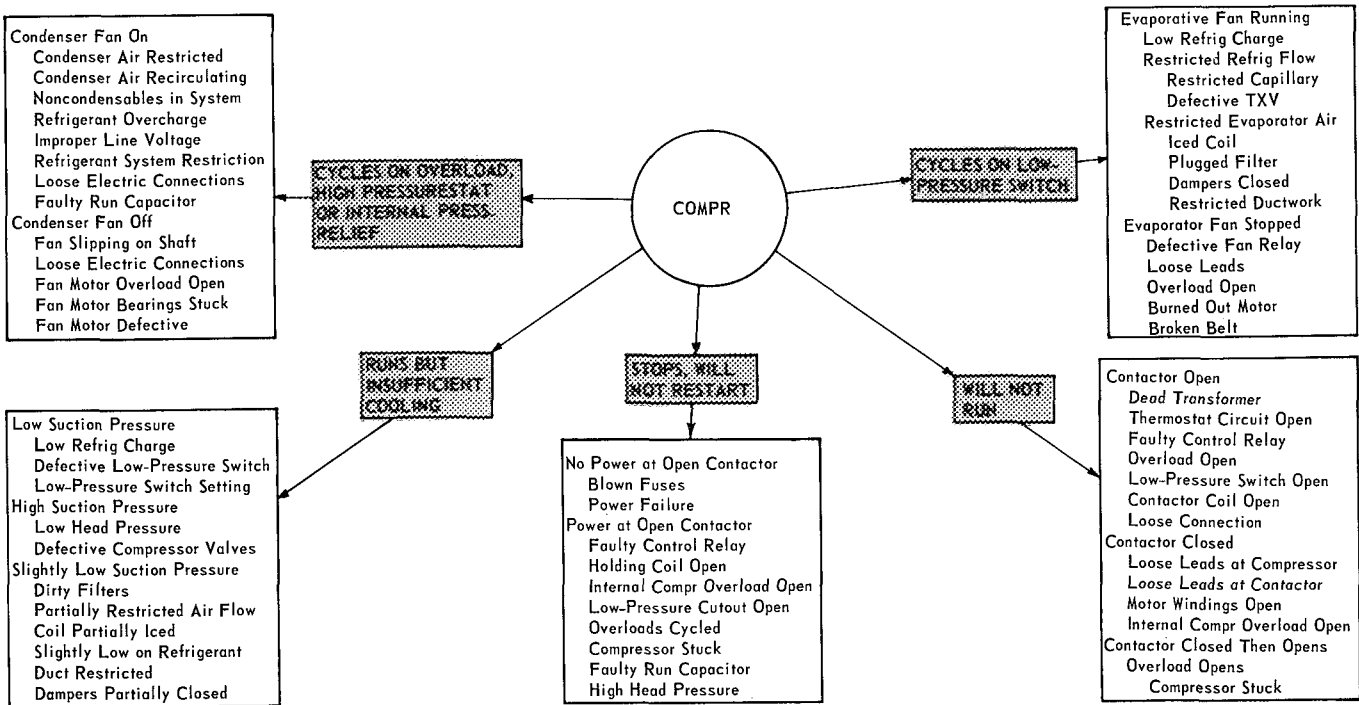 Condenser Fan On
Condenser Air Restricted
Condenser Air Recirculating
Noncondensables in System
Refrigerant Overcharge
Improper Line Voltage
Refrigerant System Restriction
Loose Electric Connections
Faulty Run Capacitor
Condenser Fan Off
Fan Slipping on Shaft
Loose Electric Connections
Fan Motor Overload Open
Fan Motor Bearings Stuck
Fan Motor Defective
CYCLES ON OVERLOAD,
HIGH PRESSURESTAT
OR INTERNAL PRESS.
RELIEF
COMPR
CYCLES ON LOW-
PRESSURE SWITCH
Evaporative Fan Running
Low Refrig Charge
Restricted Refrig Flow
Restricted Capillary
Defective TXV
Restricted Evaporator Air
Iced Coil
Plugged Filter
Dampers Closed
Restricted Ductwork
Evaporator Fan Stopped
Defective Fan Relay
Loose Leads
Overload Open
Burned Out Motor
Broken Belt
RUNS BUT
INSUFFICIENT
COOLING
STOPS, WILL
NOT RESTART
WILL NOT
RUN
Low Suction Pressure
Low Refrig Charge
Defective Low-Pressure Switch
Low-Pressure Switch Setting
High Suction Pressure
Low Head Pressure
Defective Compressor Valves
Slightly Low Suction Pressure
Dirty Filters
Partially Restricted Air Flow
Coil Partially Iced
Slightly Low on Refrigerant
Duct Restricted
Dampers Partially Closed
No Power at Open Contactor
Blown Fuses
Power Failure
Power at Open Contactor
Faulty Control Relay
Holding Coil Open
Internal Compr Overload Open
Low-Pressure Cutout Open
Overloads Cycled
Compressor Stuck
Faulty Run Capacitor
High Head Pressure
Contactor Open
Dead Transformer
Thermostat Circuit Open
Faulty Control Relay
Overload Open
Low-Pressure Switch Open
Contactor Coil Open
Loose Connection
Contactor Closed
Loose Leads at Compressor
Loose Leads at Contactor
Motor Windings Open
Internal Compr Overload Open
Contactor Closed Then Opens
Overload Opens
Compressor Stuck